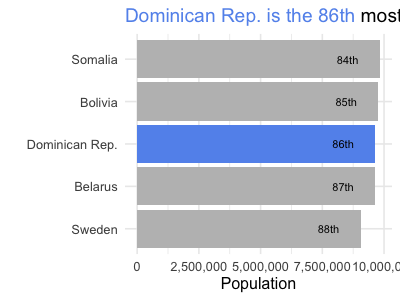 Dominican Rep. is the 86th most
Somalia 84th
Bolivia 85th
Dominican Rep. 86th
Belarus 87th
Sweden 88th
0 2,500,000 5,000,000 7,500,000 10,000,0
Population